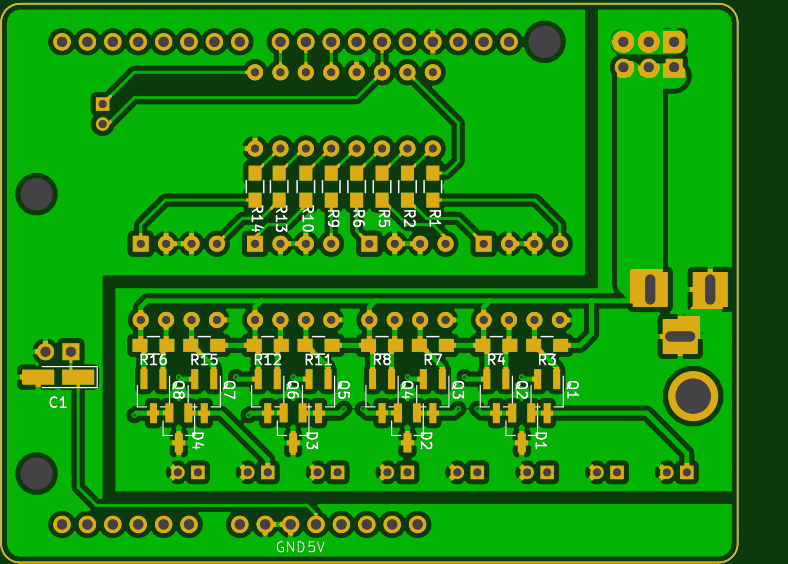 R14 R13 R10 R9 R6 R5 R2 R1
R16 R15 R12 R11 R8 R7 R4 R3
Q8 Q7 Q6 Q5 Q4 Q3 Q2 Q1
C1
D4 D3 D2 D1
GND5V